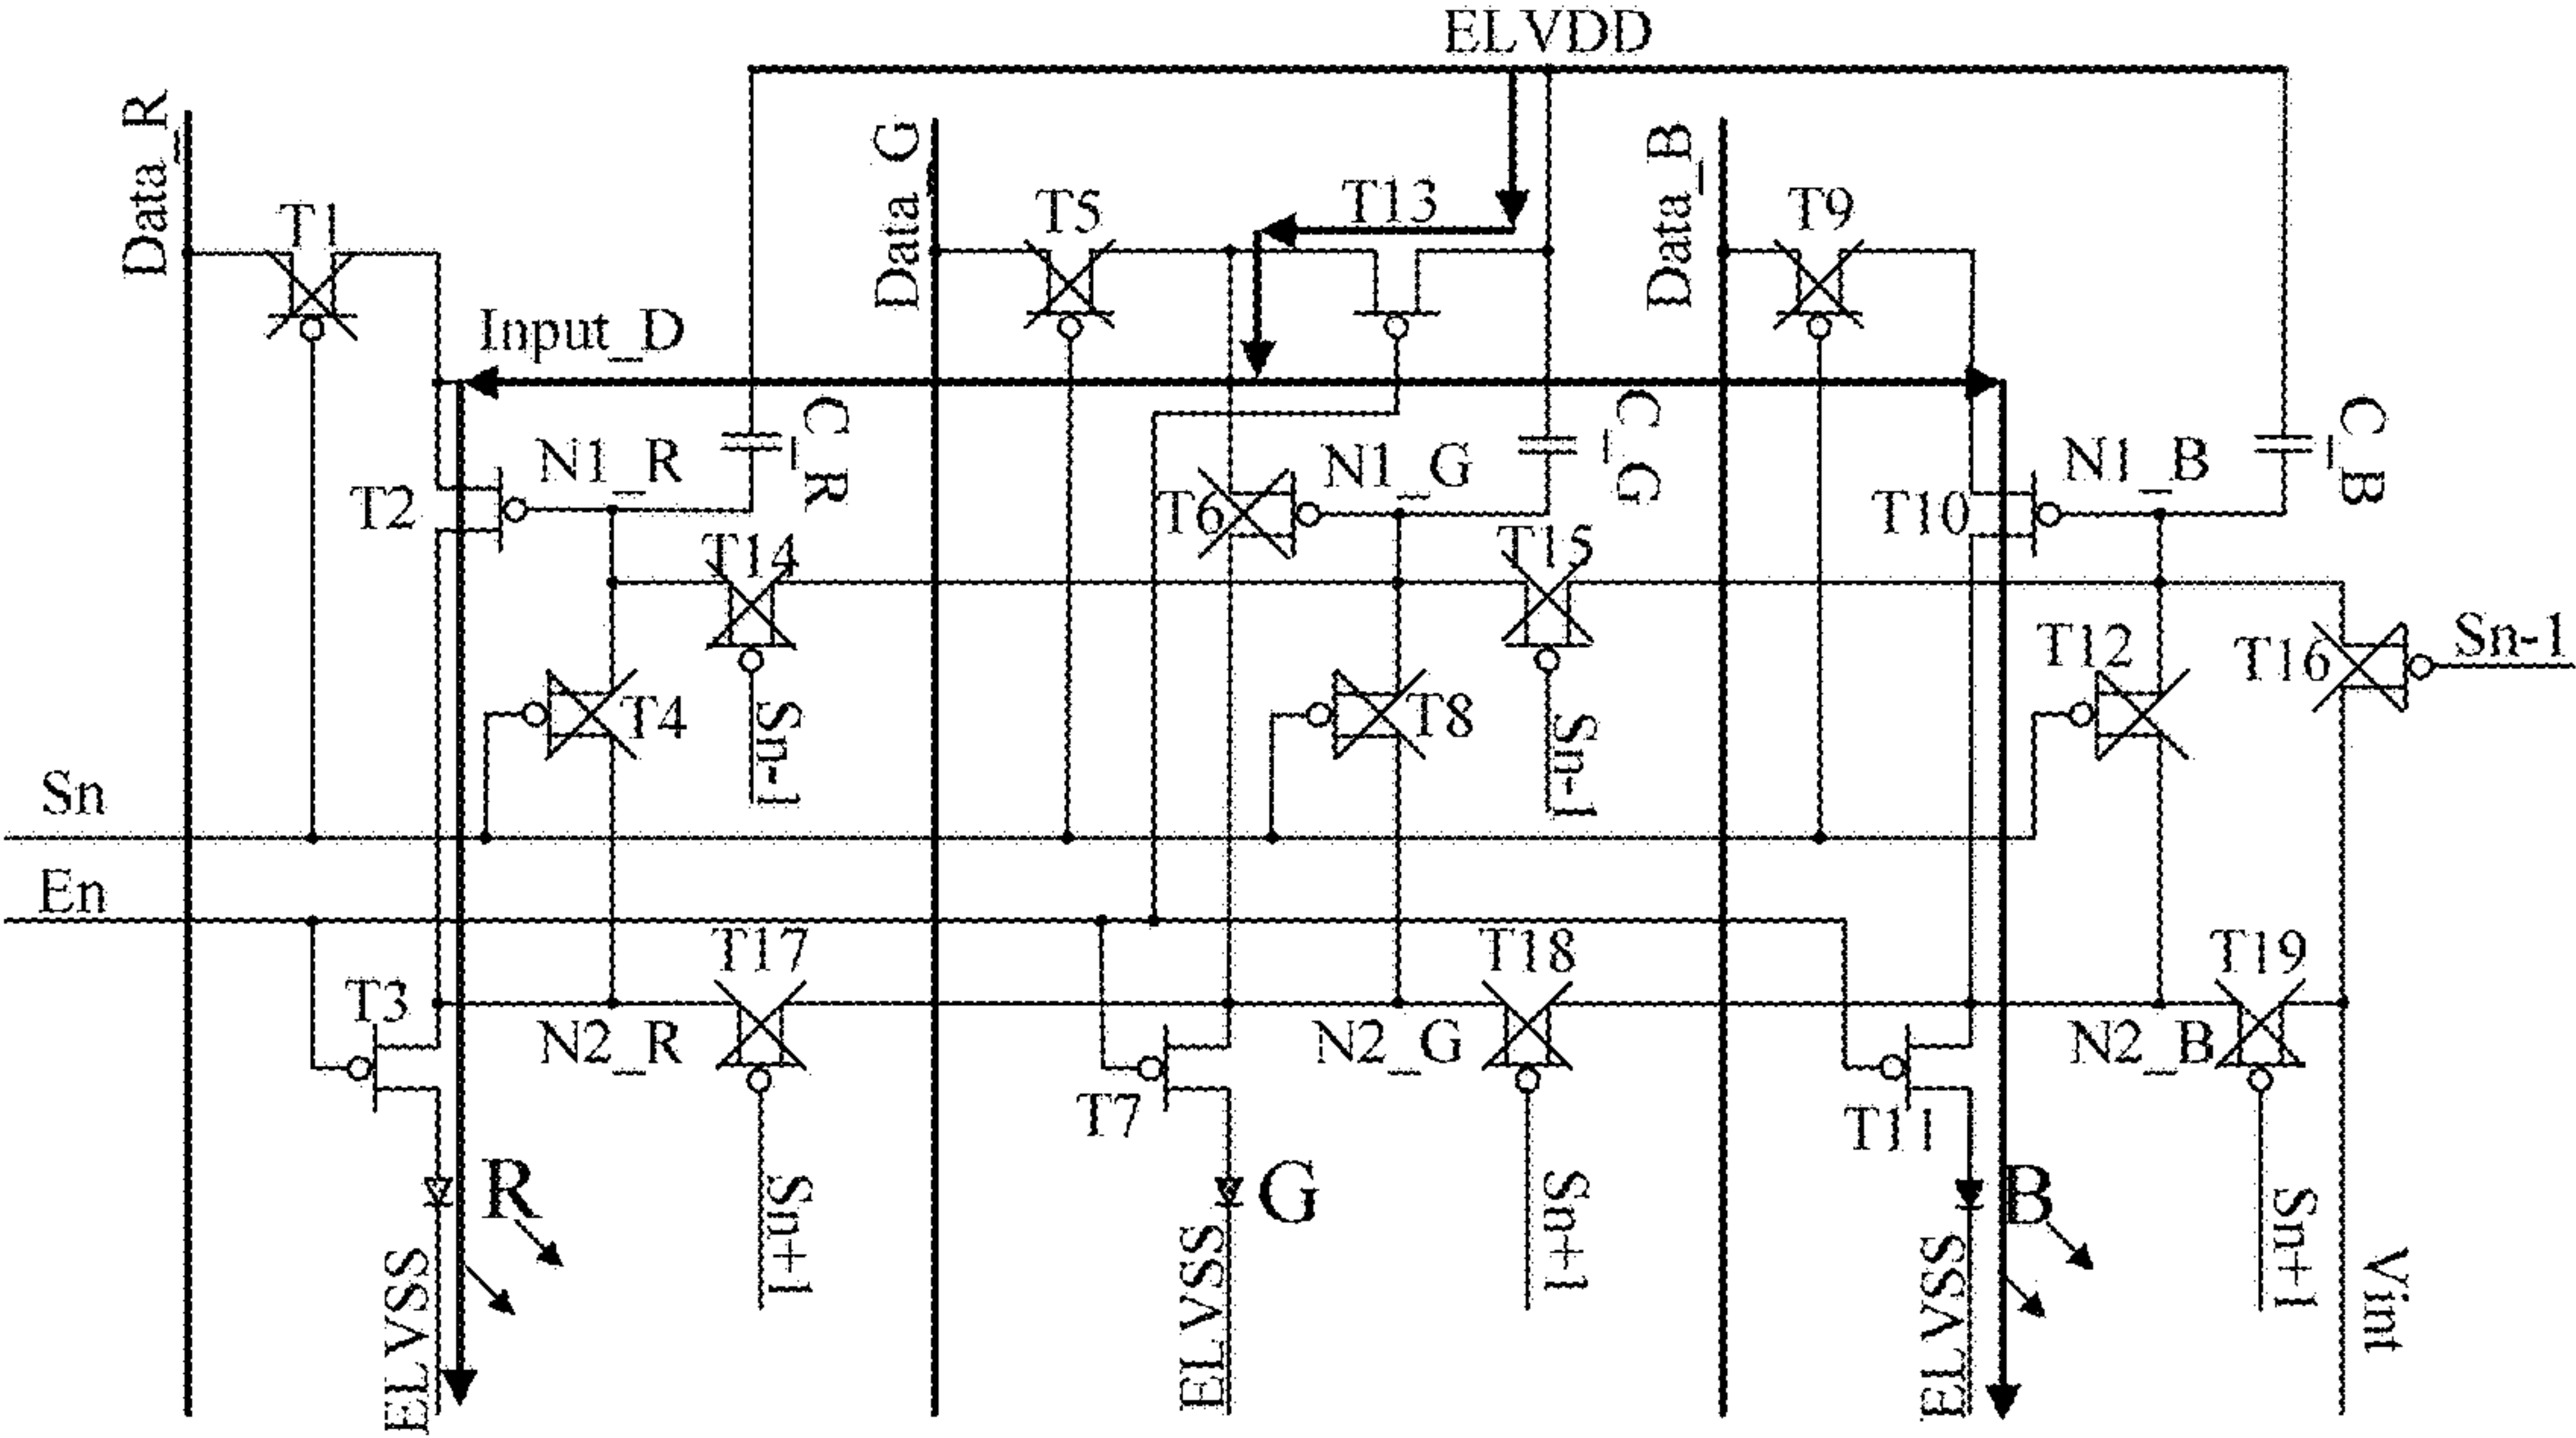 ELVDD
Data_R
Data_G
Data_B
T1
T5
T13
T9
Input_D
C_R
C_G
C_B
N1_R
N1_G
N1_B
T2
T6
T10
T14
T15
T12
T16
Sn-1
T4
T8
Sn-1
Sn-1
Sn
En
T17
T18
T19
T3
N2_R
N2_G
N2_B
T7
T11
R
G
B
Sn+1
Sn+1
Sn+1
ELVSS
ELVSS
ELVSS
Vint